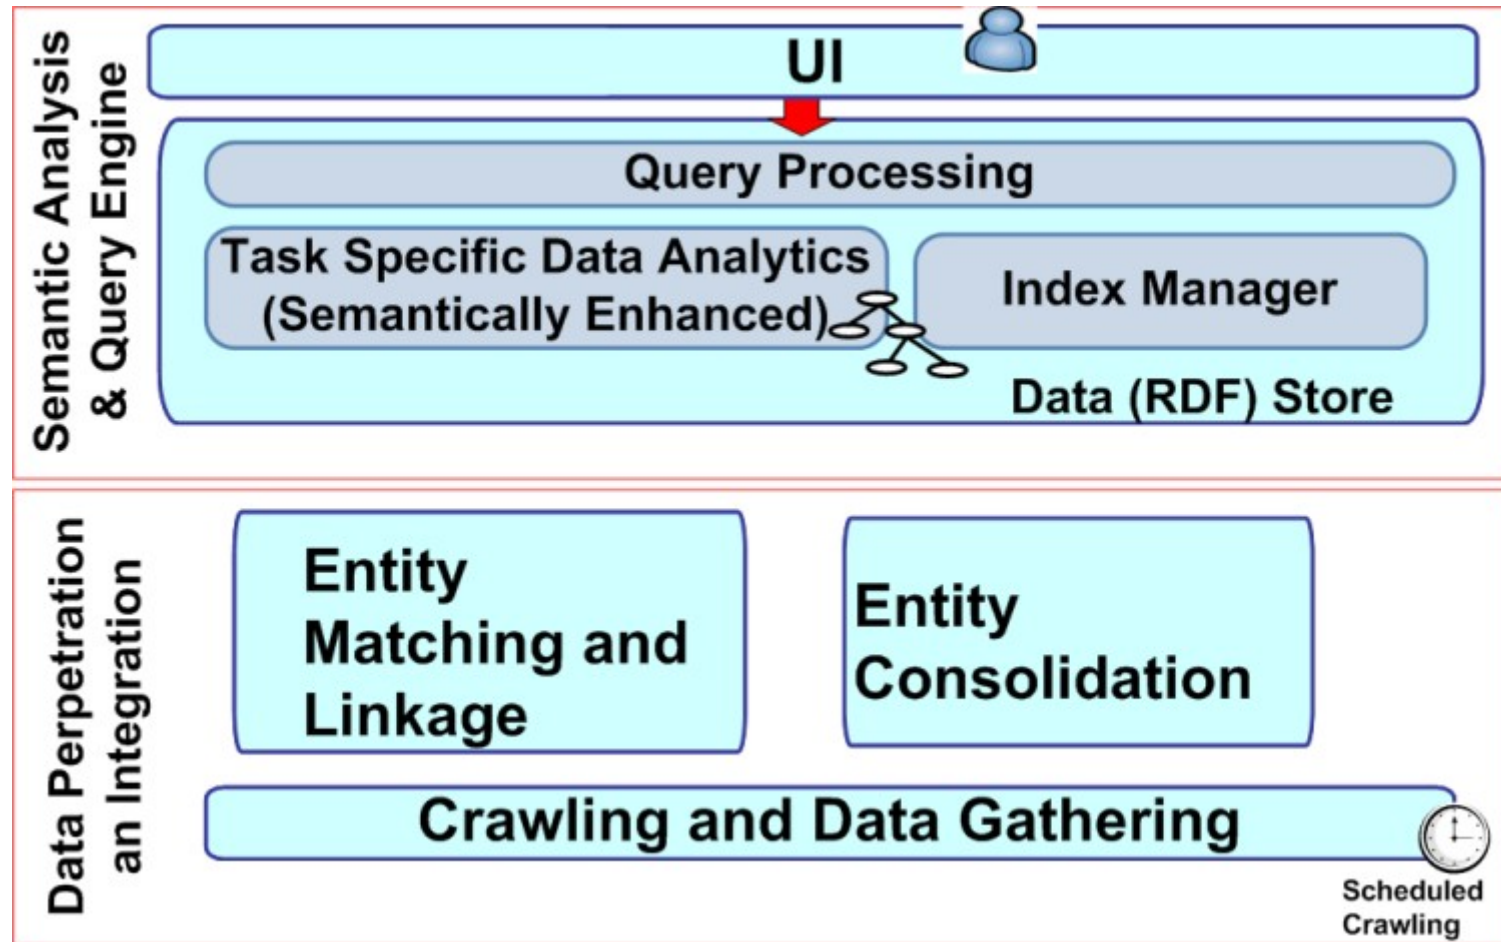 Semantic Analysis
& Query Engine
UI
Query Processing
Task Specific Data Analytics
(Semantically Enhanced)
Index Manager
Data (RDF) Store
Data Perpetration
an Integration
Entity
Matching and
Linkage
Entity
Consolidation
Crawling and Data Gathering
Scheduled
Crawling